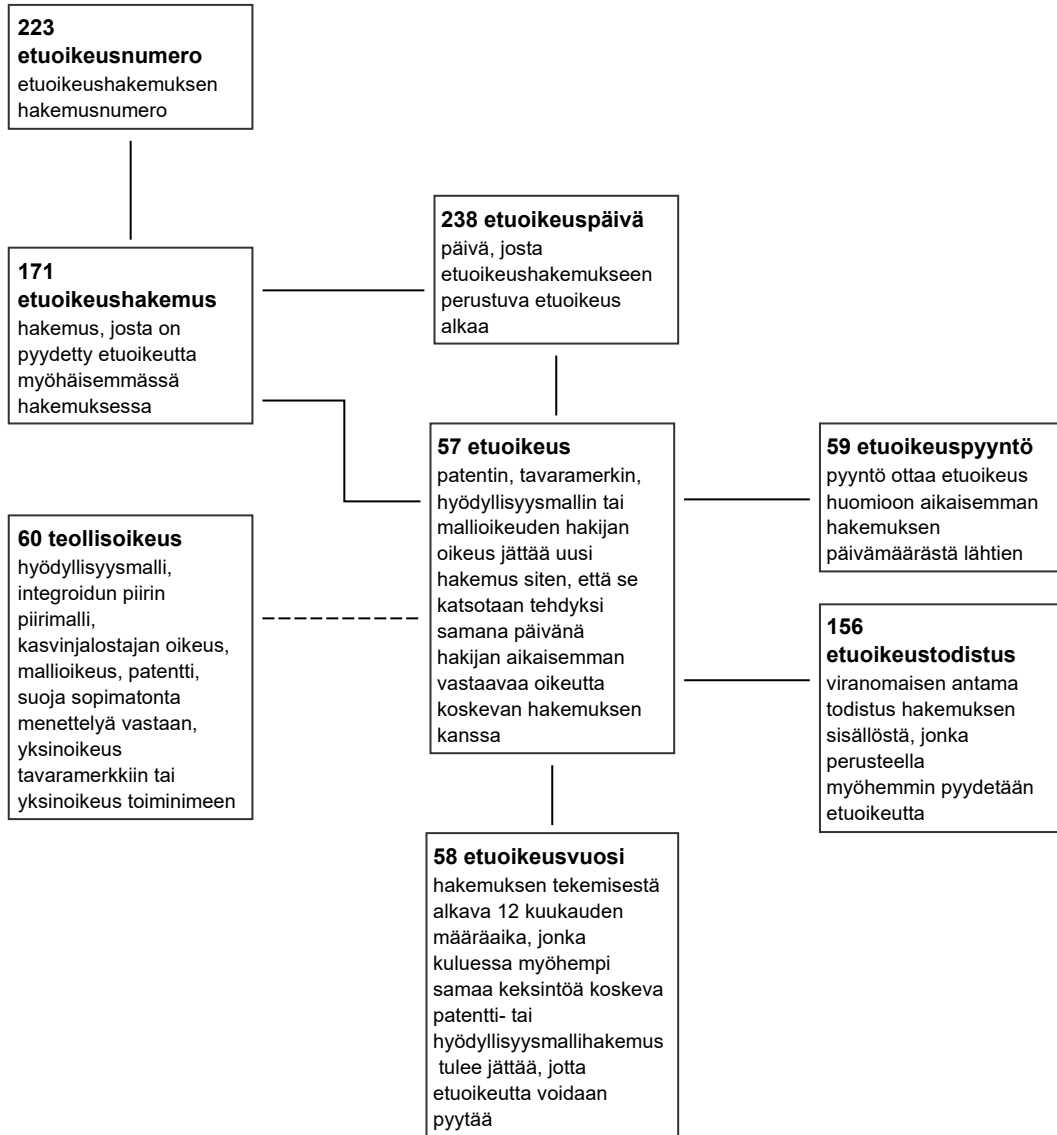 223
etuoikeusnumero
etuoikeushakemuksen
hakemusnumero
238 etuoikeuspäivä
päivä, josta
etuoikeushakemukseen
perustuva etuoikeus
alkaa
171
etuoikeushakemus
hakemus, josta on
pyydetty etuoikeutta
myöhäisemmässä
hakemuksessa
57 etuoikeus
patentin, tavaramerkin,
hyödyllisyysmallin tai
mallioikeuden hakijan
oikeus jättää uusi
hakemus siten, että se
katsotaan tehdyksi
samana päivänä
hakijan aikaisemman
vastaavaa oikeutta
koskevan hakemuksen
kanssa
59 etuoikeuspyyntö
pyyntö ottaa etuoikeus
huomioon aikaisemman
hakemuksen
päivämäärästä lähtien
60 teollisoikeus
hyödyllisyysmalli,
integroidun piirin
piirimalli,
kasvinjalostajan oikeus,
mallioikeus, patentti,
suoja sopimatonta
menettelyä vastaan,
yksinoikeus
tavaramerkkiin tai
yksinoikeus toiminimeen
156
etuoikeustodistus
viranomaisen antama
todistus hakemuksen
sisällöstä, jonka
perusteella
myöhemmin pyydetään
etuoikeutta
58 etuoikeusvuosi
hakemuksen tekemisestä
alkava 12 kuukauden
määräaika, jonka
kuluessa myöhempi
samaa keksintöä koskeva
patentti- tai
hyödyllisyysmallihakemus
tulee jättää, jotta
etuoikeutta voidaan
pyytää